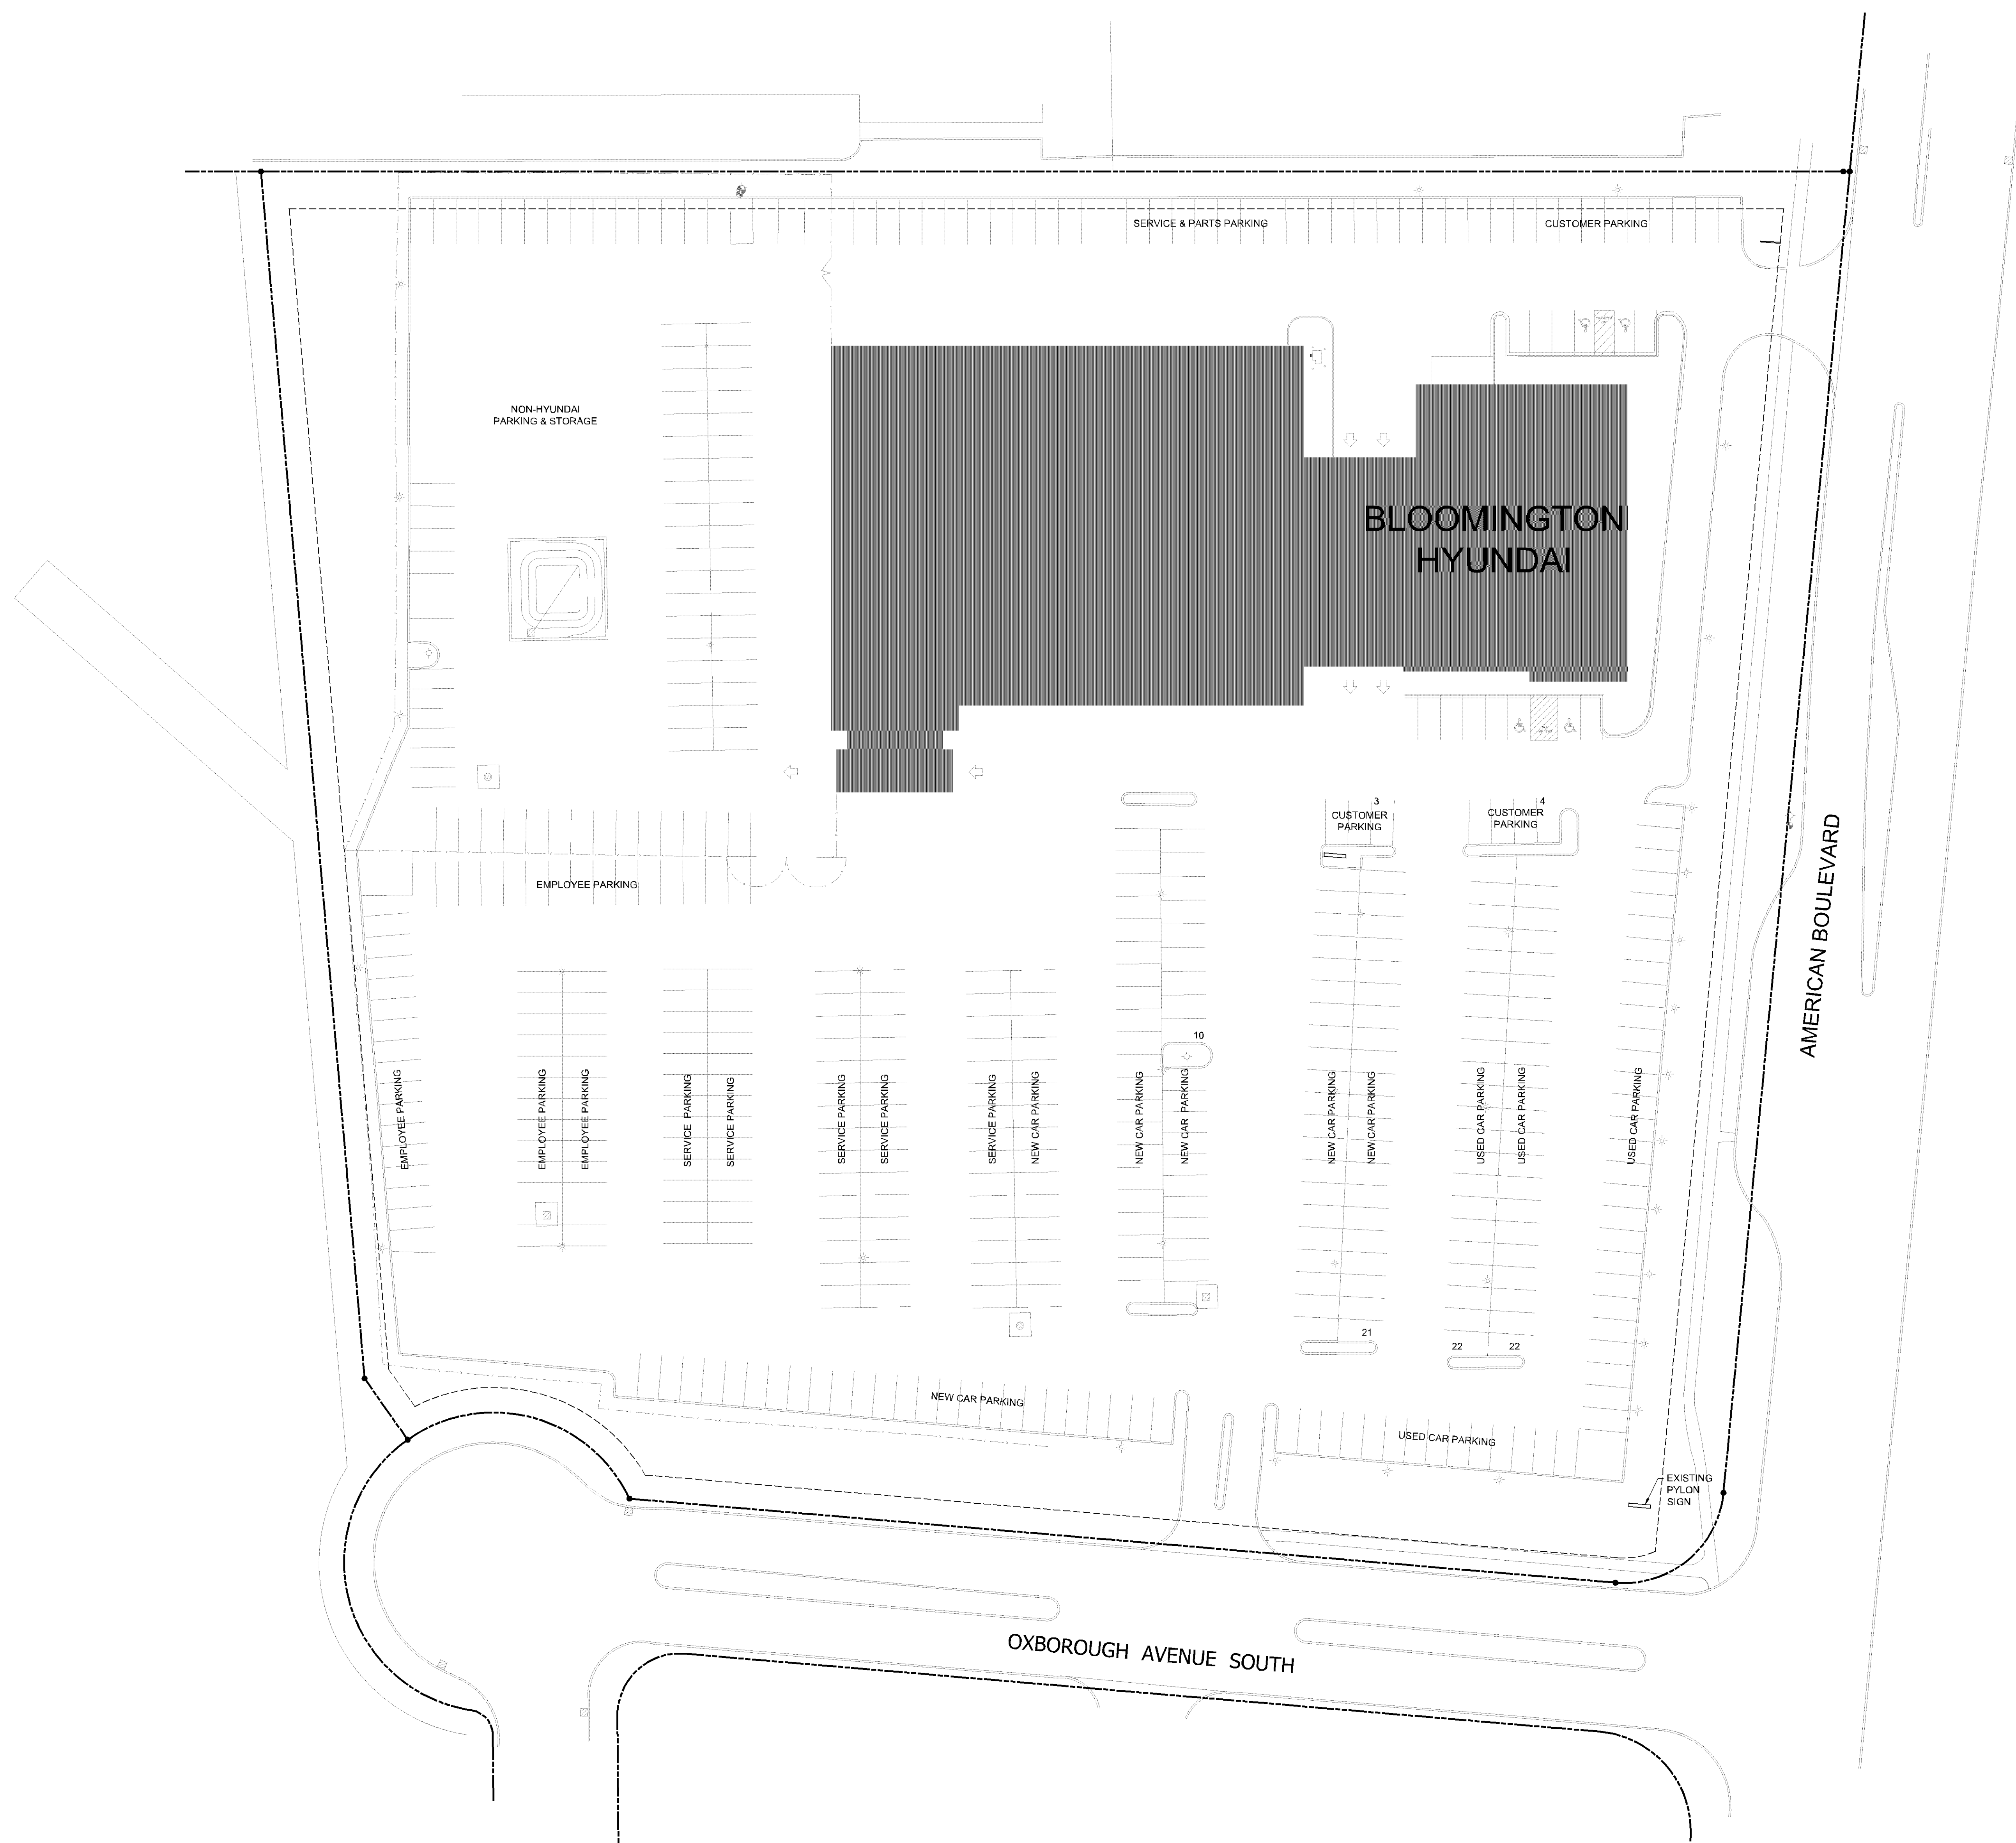 SERVICE & PARTS PARKING
CUSTOMER PARKING
NON-HYUNDAI
PARKING & STORAGE
BLOOMINGTON
HYUNDAI
3
CUSTOMER
PARKING
4
CUSTOMER
PARKING
EMPLOYEE PARKING
AMERICAN BOULEVARD
10
EMPLOYEE PARKING
EMPLOYEE PARKING
EMPLOYEE PARKING
SERVICE PARKING
SERVICE PARKING
SERVICE PARKING
SERVICE PARKING
SERVICE PARKING
NEW CAR PARKING
NEW CAR PARKING
NEW CAR PARKING
NEW CAR PARKING
NEW CAR PARKING
USED CAR PARKING
USED CAR PARKING
USED CAR PARKING
21
22
22
NEW CAR PARKING
USED CAR PARKING
EXISTING
PYLON
SIGN
OXBOROUGH AVENUE SOUTH